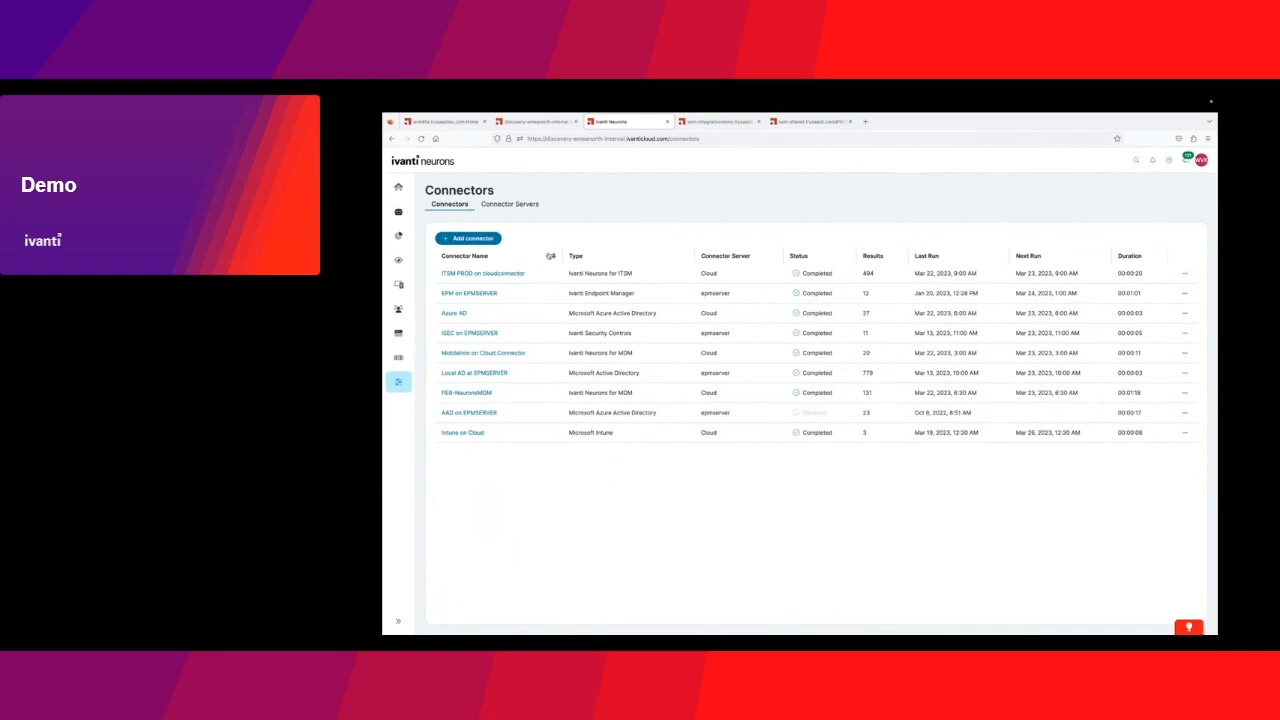 Demo
ivanti
ivanti Neurons
https://discovery-emeanorth-internal.ivanticloud.com/connectors
ivanti neurons
WVK
Connectors
Connectors Connector Servers
+ Add connector
Connector Name Type Connector Server Status Results Last Run Next Run Duration
ITSM PROD on cloudconnector Ivanti Neurons for ITSM Cloud Completed 494 Mar 22, 2023, 9:00 AM Mar 23, 2023, 9:00 AM 00:00:20
EPM on EPMSERVER Ivanti Endpoint Manager epmserver Completed 12 Jan 20, 2023, 12:28 PM Mar 24, 2023, 1:00 AM 00:01:01
Azure AD Microsoft Azure Active Directory Cloud Completed 27 Mar 22, 2023, 6:00 AM Mar 23, 2023, 6:00 AM 00:00:03
ISEC on EPMSERVER Ivanti Security Controls epmserver Completed 11 Mar 13, 2023, 11:00 AM Mar 23, 2023, 11:00 AM 00:00:05
MobileIron on Cloud Connector Ivanti Neurons for MDM Cloud Completed 20 Mar 22, 2023, 3:00 AM Mar 23, 2023, 3:00 AM 00:00:11
Local AD at EPMSERVER Microsoft Active Directory epmserver Completed 779 Mar 13, 2023, 10:00 AM Mar 23, 2023, 10:00 AM 00:00:03
PER-NeuronsMDM Ivanti Neurons for MDM Cloud Completed 131 Mar 22, 2023, 6:30 AM Mar 23, 2023, 6:30 AM 00:01:18
AAD on EPMSERVER Microsoft Azure Active Directory epmserver Disabled 23 Oct 6, 2022, 8:51 AM 00:00:17
Intune on Cloud Microsoft Intune Cloud Completed 3 Mar 19, 2023, 12:30 AM Mar 26, 2023, 12:30 AM 00:00:08